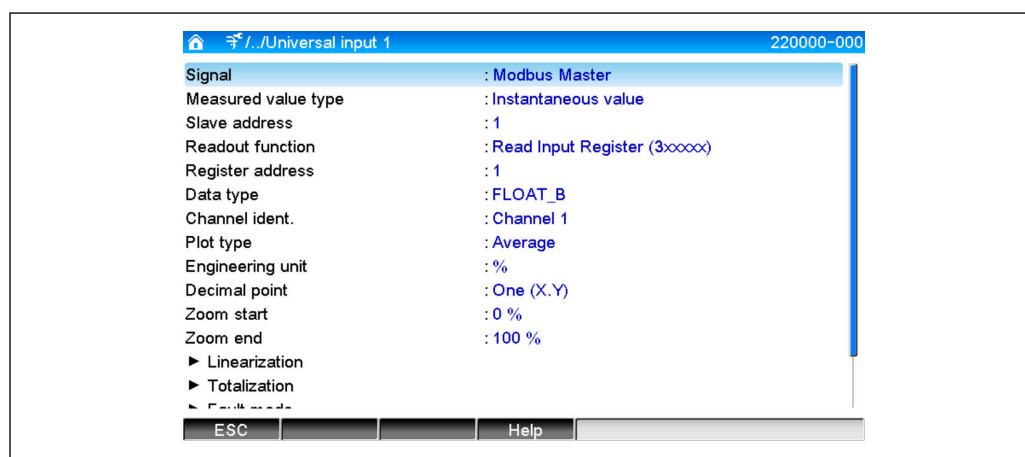 /../Universal input 1 220000-000
Signal : Modbus Master
Measured value type : Instantaneous value
Slave address : 1
Readout function : Read Input Register (3xxxxx)
Register address : 1
Data type : FLOAT_B
Channel ident. : Channel 1
Plot type : Average
Engineering unit : %
Decimal point : One (X.Y)
Zoom start : 0 %
Zoom end : 100 %
► Linearization
► Totalization
► Fault mode
ESC Help